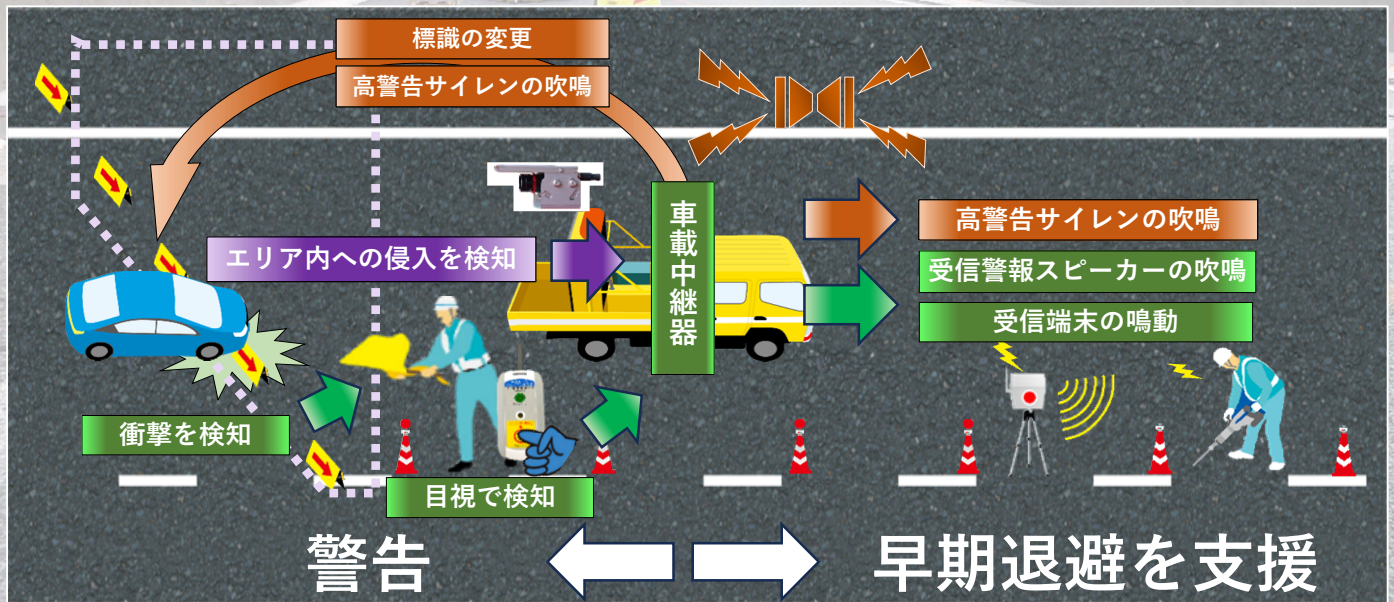 標識の変更
高警告サイレンの吹鳴
エリア内への侵入を検知
車載中継器
高警告サイレンの吹鳴
受信警報スピーカーの吹鳴
受信端末の鳴動
衝撃を検知
目視で検知
警告
早期退避を支援